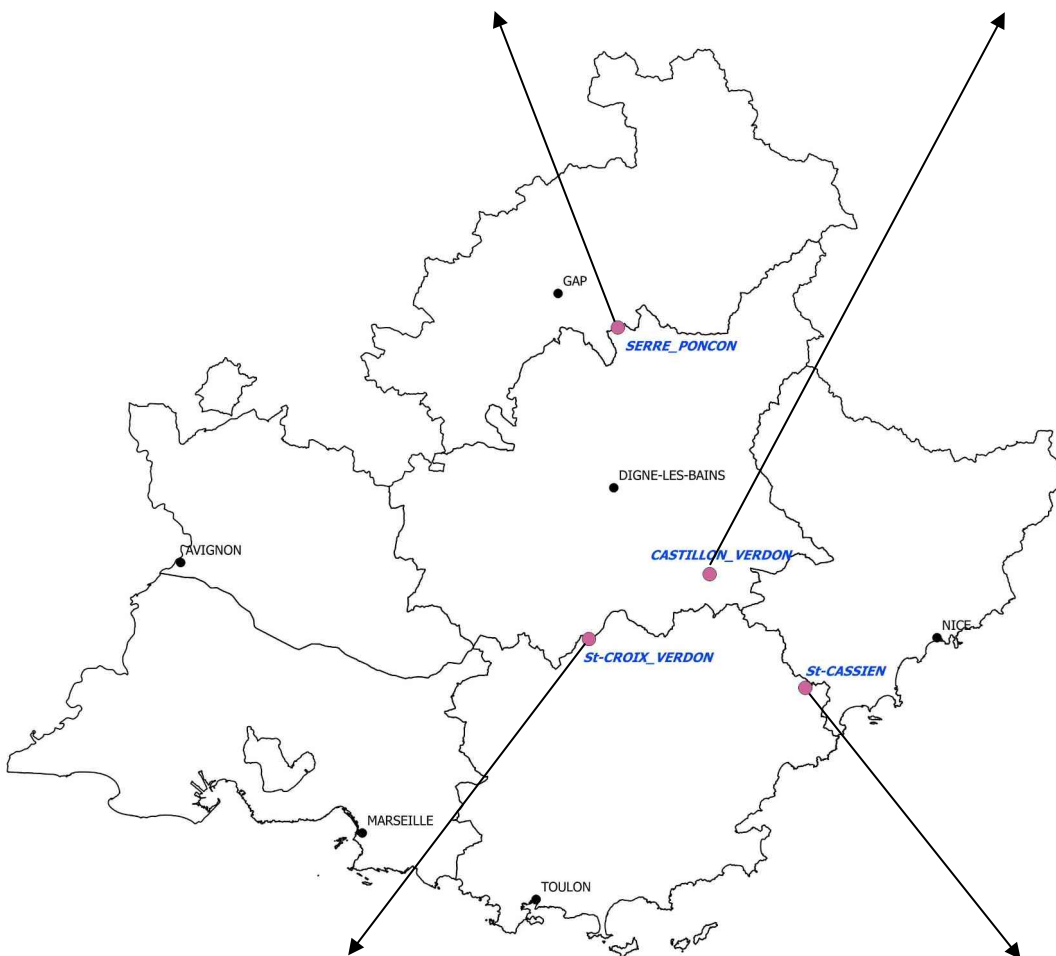 GAP
SERRE_PONCON
DIGNE-LES-BAINS
AVIGNON
CASTILLON_VERDON
NICE
St-CROIX_VERDON
St-CASSIEN
MARSEILLE
TOULON